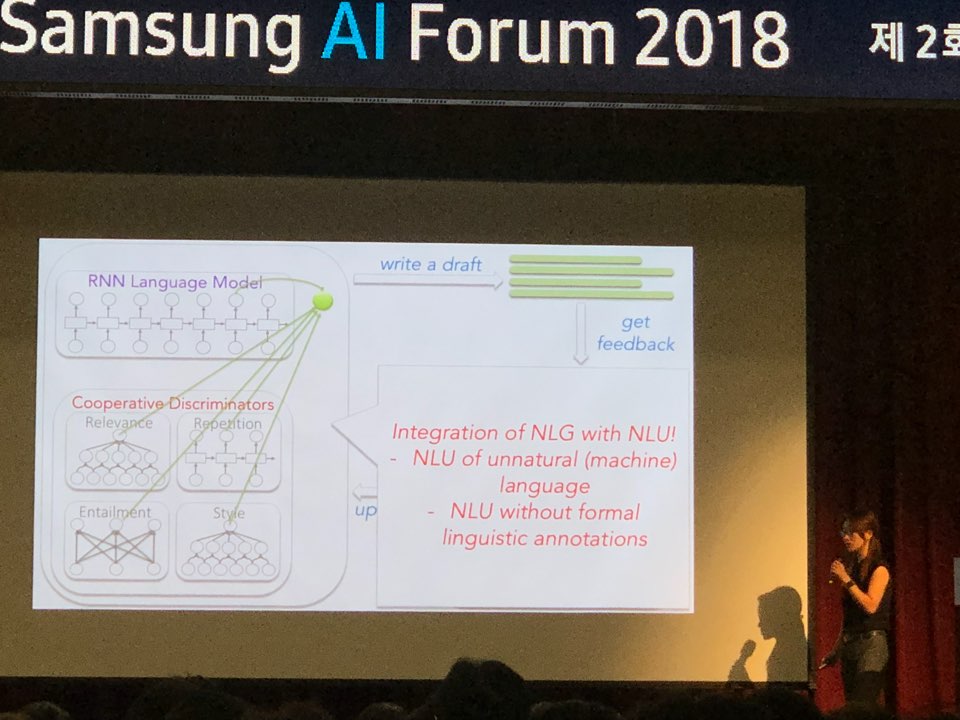 Samsung AI Forum 2018
제 2회
RNN Language Model
write a draft
get
feedback
Cooperative Discriminators
Relevance
Repetition
Integration of NLG with NLU!
- NLU of unnatural (machine)
language
- NLU without formal
linguistic annotations
up
Entailment
Style